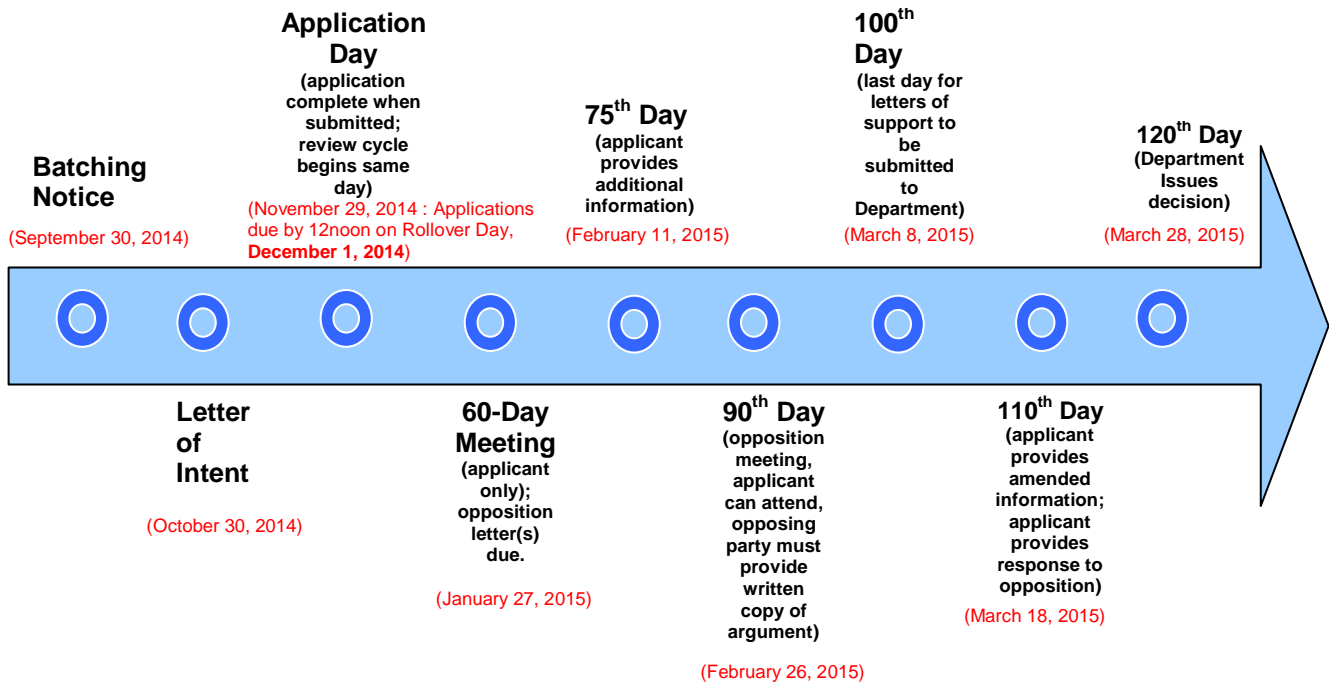 Batching
Notice
(September 30, 2014)
Letter
of
Intent
(October 30, 2014)
Application
Day
(application
complete when
submitted;
review cycle
begins same
day)
(November 29, 2014 : Applications
due by 12noon on Rollover Day,
December 1, 2014)
60-Day
Meeting
(applicant
only);
opposition
letter(s)
due.
(January 27, 2015)
75th Day
(applicant
provides
additional
information)
(February 11, 2015)
90th Day
(opposition
meeting,
applicant
can attend,
opposing
party must
provide
written
copy of
argument)
(February 26, 2015)
100th
Day
(last day for
letters of
support to
be
submitted
to
Department)
(March 8, 2015)
110th Day
(applicant
provides
amended
information;
applicant
provides
response to
opposition)
(March 18, 2015)
120th Day
(Department
Issues
decision)
(March 28, 2015)